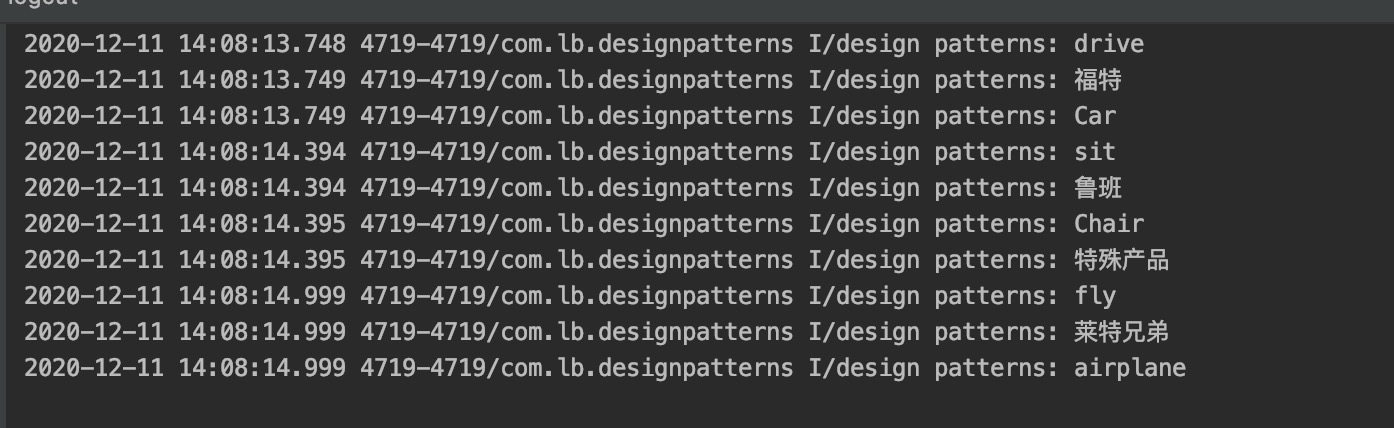 logout
2020-12-11 14:08:13.748 4719-4719/com.lb.designpatterns I/design patterns: drive
2020-12-11 14:08:13.749 4719-4719/com.lb.designpatterns I/design patterns: 福特
2020-12-11 14:08:13.749 4719-4719/com.lb.designpatterns I/design patterns: Car
2020-12-11 14:08:14.394 4719-4719/com.lb.designpatterns I/design patterns: sit
2020-12-11 14:08:14.394 4719-4719/com.lb.designpatterns I/design patterns: 鲁班
2020-12-11 14:08:14.395 4719-4719/com.lb.designpatterns I/design patterns: Chair
2020-12-11 14:08:14.395 4719-4719/com.lb.designpatterns I/design patterns: 特殊产品
2020-12-11 14:08:14.999 4719-4719/com.lb.designpatterns I/design patterns: fly
2020-12-11 14:08:14.999 4719-4719/com.lb.designpatterns I/design patterns: 莱特兄弟
2020-12-11 14:08:14.999 4719-4719/com.lb.designpatterns I/design patterns: airplane